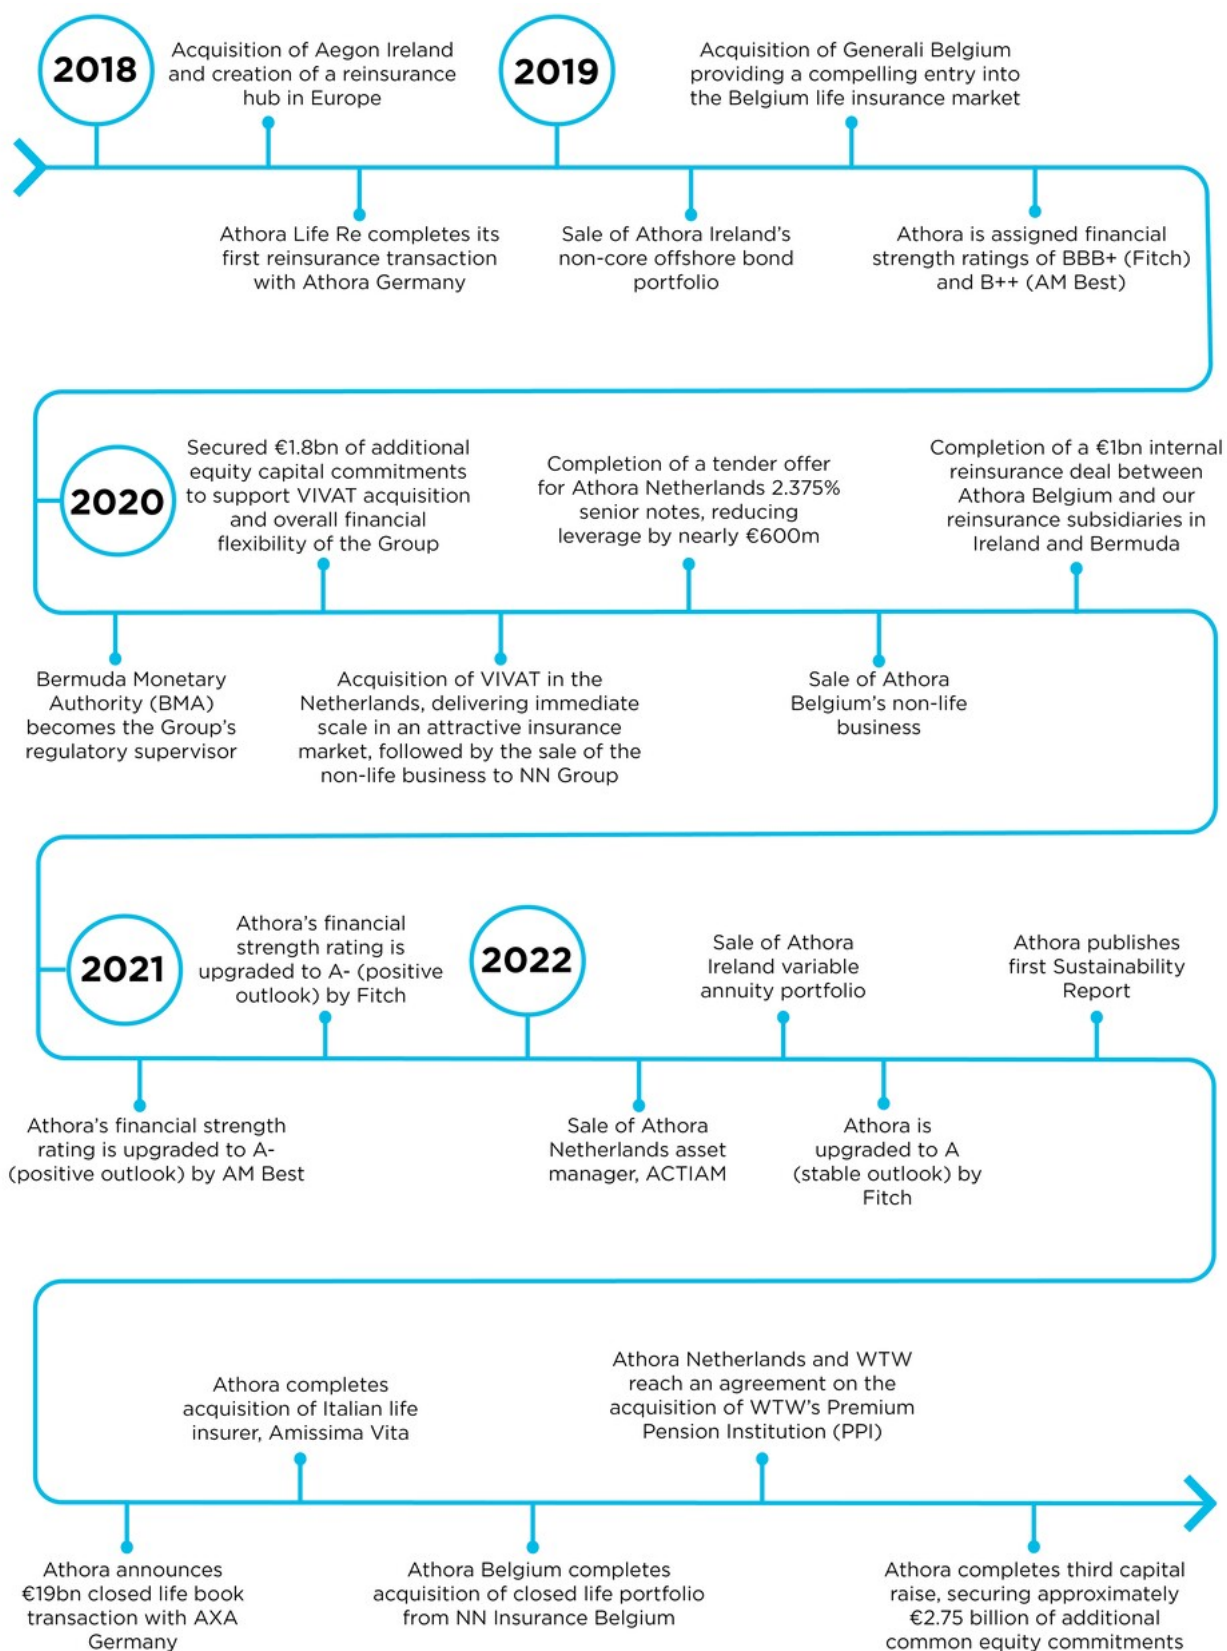 2018
Acquisition of Aegon Ireland
and creation of a reinsurance
hub in Europe
Athora Life Re completes its
first reinsurance transaction
with Athora Germany
2019
Sale of Athora Ireland's
non-core offshore bond
portfolio
Acquisition of Generali Belgium
providing a compelling entry into
the Belgium life insurance market
Athora is assigned financial
strength ratings of BBB+ (Fitch)
and B++ (AM Best)
2020
Bermuda Monetary
Authority (BMA)
becomes the Group's
regulatory supervisor
Secured €1.8bn of additional
equity capital commitments
to support VIVAT acquisition
and overall financial
flexibility of the Group
Acquisition of VIVAT in the
Netherlands, delivering immediate
scale in an attractive insurance
market, followed by the sale of the
non-life business to NN Group
Completion of a tender offer
for Athora Netherlands 2.375%
senior notes, reducing
leverage by nearly €600m
Sale of Athora
Belgium's non-life
business
Completion of a €1bn internal
reinsurance deal between
Athora Belgium and our
reinsurance subsidiaries in
Ireland and Bermuda
2021
Athora's financial strength
rating is upgraded to A-
(positive outlook) by AM Best
Athora's financial
strength rating is
upgraded to A- (positive
outlook) by Fitch
2022
Sale of Athora
Netherlands asset
manager, ACTIAM
Sale of Athora
Ireland variable
annuity portfolio
Athora is
upgraded to A
(stable outlook) by
Fitch
Athora publishes
first Sustainability
Report
Athora announces
€19bn closed life book
transaction with AXA
Germany
Athora completes
acquisition of Italian life
insurer, Amissima Vita
Athora Belgium completes
acquisition of closed life portfolio
from NN Insurance Belgium
Athora Netherlands and WTW
reach an agreement on the
acquisition of WTW's Premium
Pension Institution (PPI)
Athora completes third capital
raise, securing approximately
€2.75 billion of additional
common equity commitments